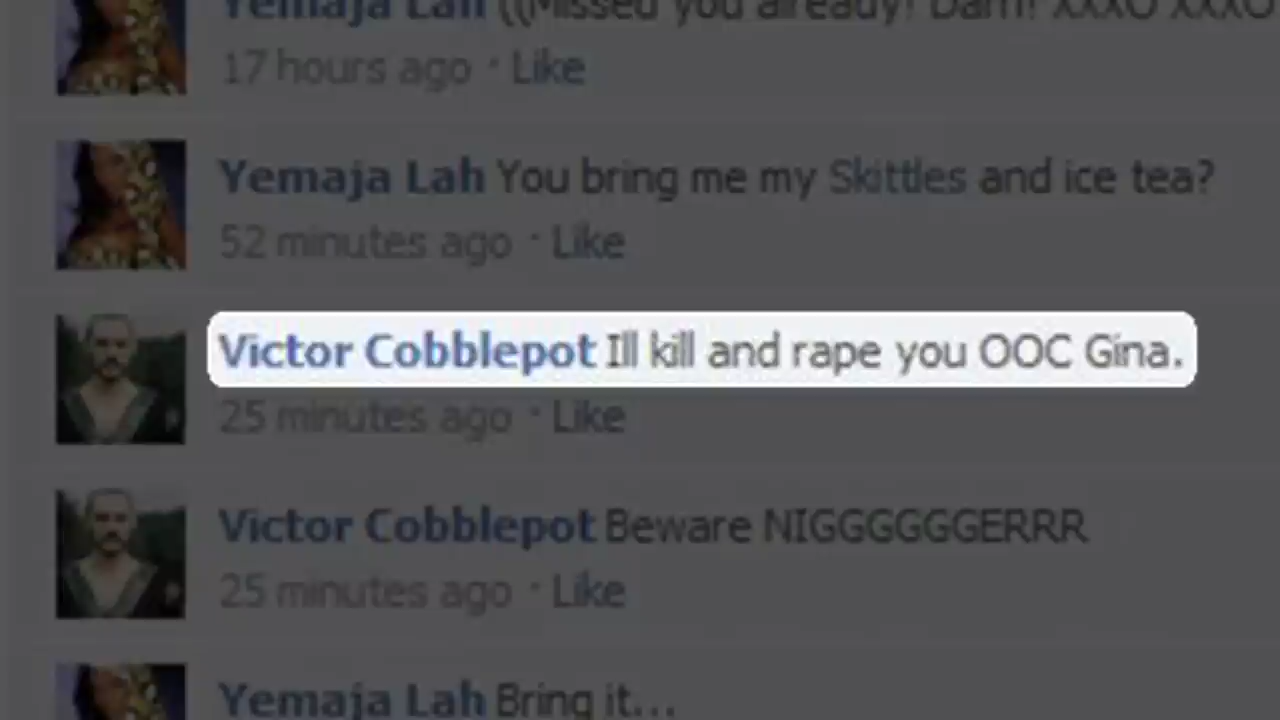 Yemaja Lah ((Missed you already! Darn! XXXO XXXO
17 hours ago · Like
Yemaja Lah You bring me my Skittles and ice tea?
52 minutes ago · Like
Victor Cobblepot Ill kill and rape you OOC Gina.
25 minutes ago · Like
Victor Cobblepot Beware NIGGGGGGERRR
25 minutes ago · Like
Yemaja Lah Bring it...